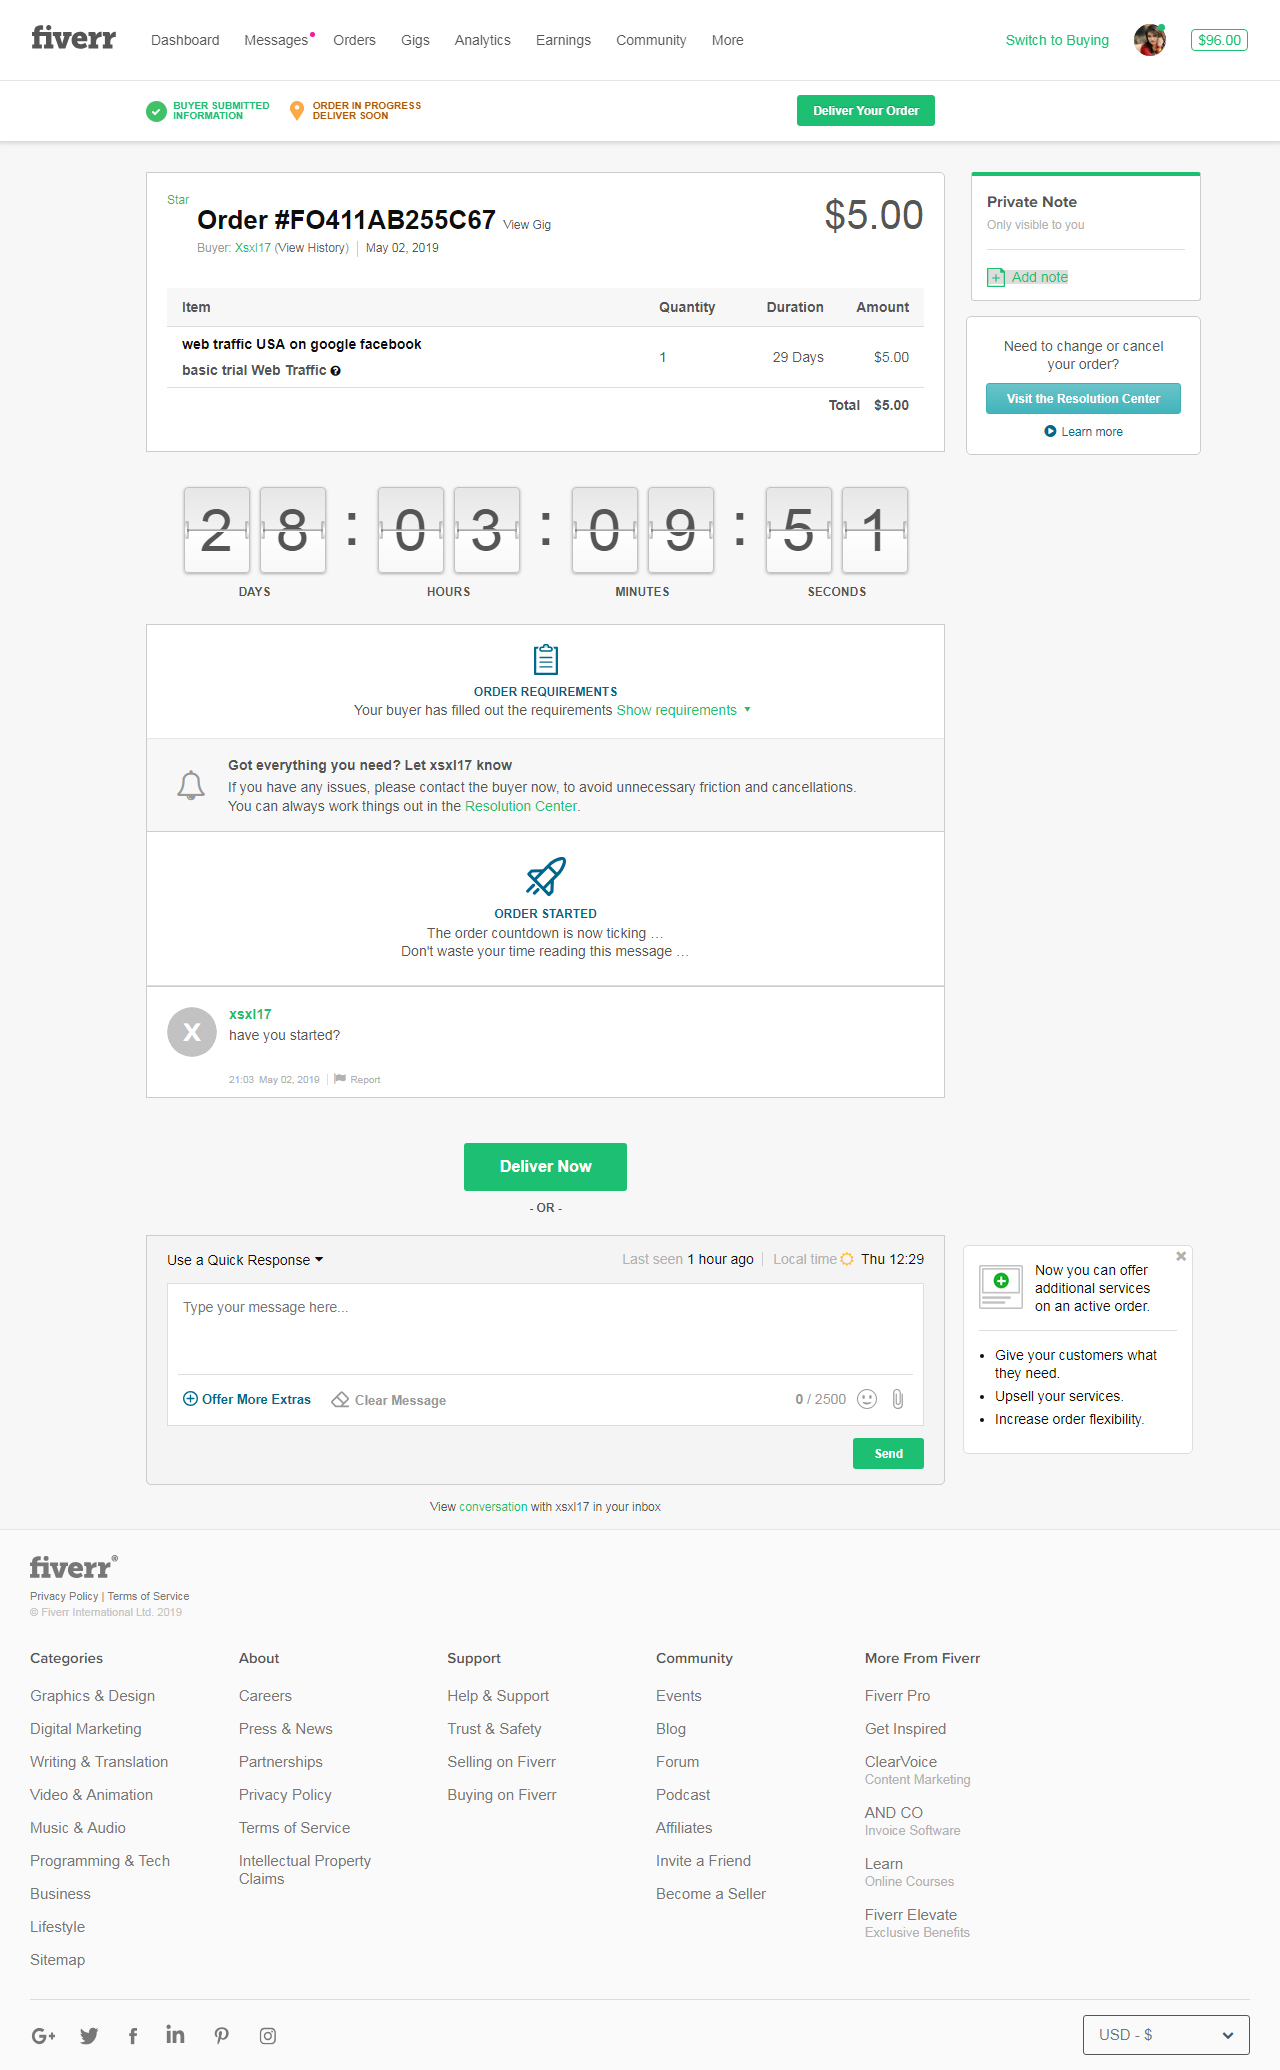 fiverr
Dashboard Messages Orders Gigs Analytics Earnings Community More Switch to Buying $96.00
BUYER SUBMITTED
INFORMATION
ORDER IN PROGRESS
DELIVER SOON
Deliver Your Order
Star
Order #FO411AB255C67 View Gig
$5.00
Buyer: Xsxl17 (View History) May 02, 2019
Item Quantity Duration Amount
web traffic USA on google facebook
basic trial Web Traffic
1 29 Days $5.00
Total $5.00
Private Note
Only visible to you
Add note
Need to change or cancel
your order?
Visit the Resolution Center
Learn more
28 : 03 : 09 : 51
DAYS HOURS MINUTES SECONDS
ORDER REQUIREMENTS
Your buyer has filled out the requirements Show requirements
Got everything you need? Let xsxl17 know
If you have any issues, please contact the buyer now, to avoid unnecessary friction and cancellations.
You can always work things out in the Resolution Center.
ORDER STARTED
The order countdown is now ticking ...
Don't waste your time reading this message ...
X
xsxl17
have you started?
21:03 May 02, 2019 Report
Deliver Now
- OR -
Use a Quick Response Last seen 1 hour ago Local time Thu 12:29
Type your message here...
Offer More Extras Clear Message 0 / 2500
Send
Now you can offer
additional services
on an active order.
• Give your customers what
they need.
• Upsell your services.
• Increase order flexibility.
View conversation with xsxl17 in your inbox
fiverr®
Privacy Policy | Terms of Service
© Fiverr International Ltd. 2019
Categories
Graphics & Design
Digital Marketing
Writing & Translation
Video & Animation
Music & Audio
Programming & Tech
Business
Lifestyle
Sitemap
About
Careers
Press & News
Partnerships
Privacy Policy
Terms of Service
Intellectual Property
Claims
Support
Help & Support
Trust & Safety
Selling on Fiverr
Buying on Fiverr
Community
Events
Blog
Forum
Podcast
Affiliates
Invite a Friend
Become a Seller
More From Fiverr
Fiverr Pro
Get Inspired
ClearVoice
Content Marketing
AND CO
Invoice Software
Learn
Online Courses
Fiverr Elevate
Exclusive Benefits
G+ f in
USD - $